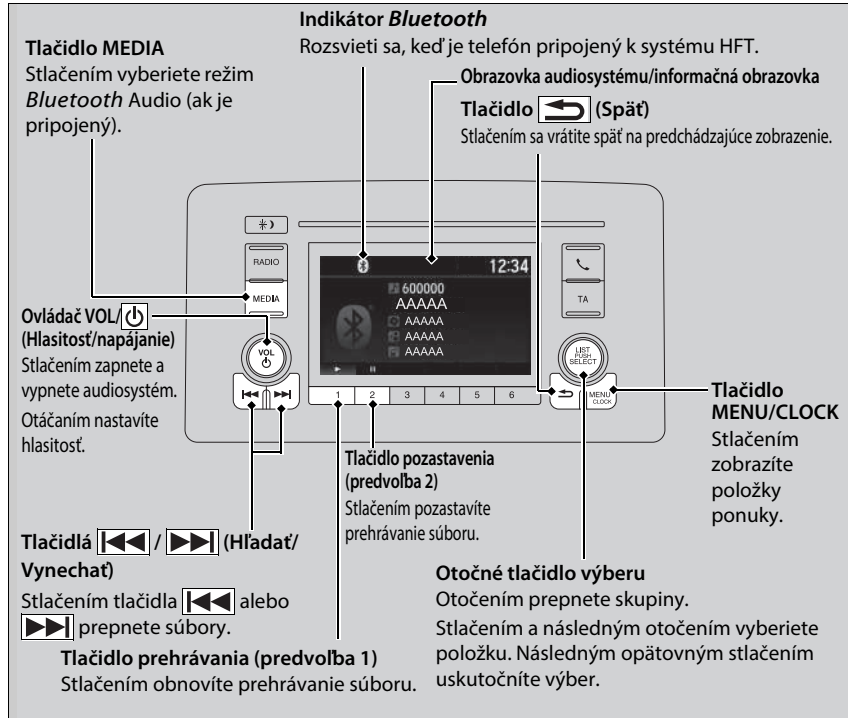 Indikátor Bluetooth
Rozsvieti sa, keď je telefón pripojený k systému HFT.
Tlačidlo MEDIA
Stlačením vyberiete režim
Bluetooth Audio (ak je
pripojený).
Obrazovka audiosystému/informačná obrazovka
Tlačidlo (Späť)
Stlačením sa vrátite späť na predchádzajúce zobrazenie.
RADIO
MEDIA
12:34
600000
AAAAA
AAAAA
AAAAA
AAAAA
TA
VOL
LIST
PUSH
SELECT
1 2 3 4 5 6
MENU
CLOCK
Ovládač VOL/
(Hlasitosť/napájanie)
Stlačením zapnete a
vypnete audiosystém.
Otáčaním nastavíte
hlasitosť.
Tlačidlo
MENU/CLOCK
Stlačením
zobrazíte
položky
ponuky.
Tlačidlo pozastavenia
(predvoľba 2)
Stlačením pozastavíte
prehrávanie súboru.
Tlačidlá / (Hľadať/
Vynechať)
Stlačením tlačidla alebo
prepnete súbory.
Otočné tlačidlo výberu
Otočením prepnete skupiny.
Stlačením a následným otočením vyberiete
položku. Následným opätovným stlačením
uskutočníte výber.
Tlačidlo prehrávania (predvoľba 1)
Stlačením obnovíte prehrávanie súboru.